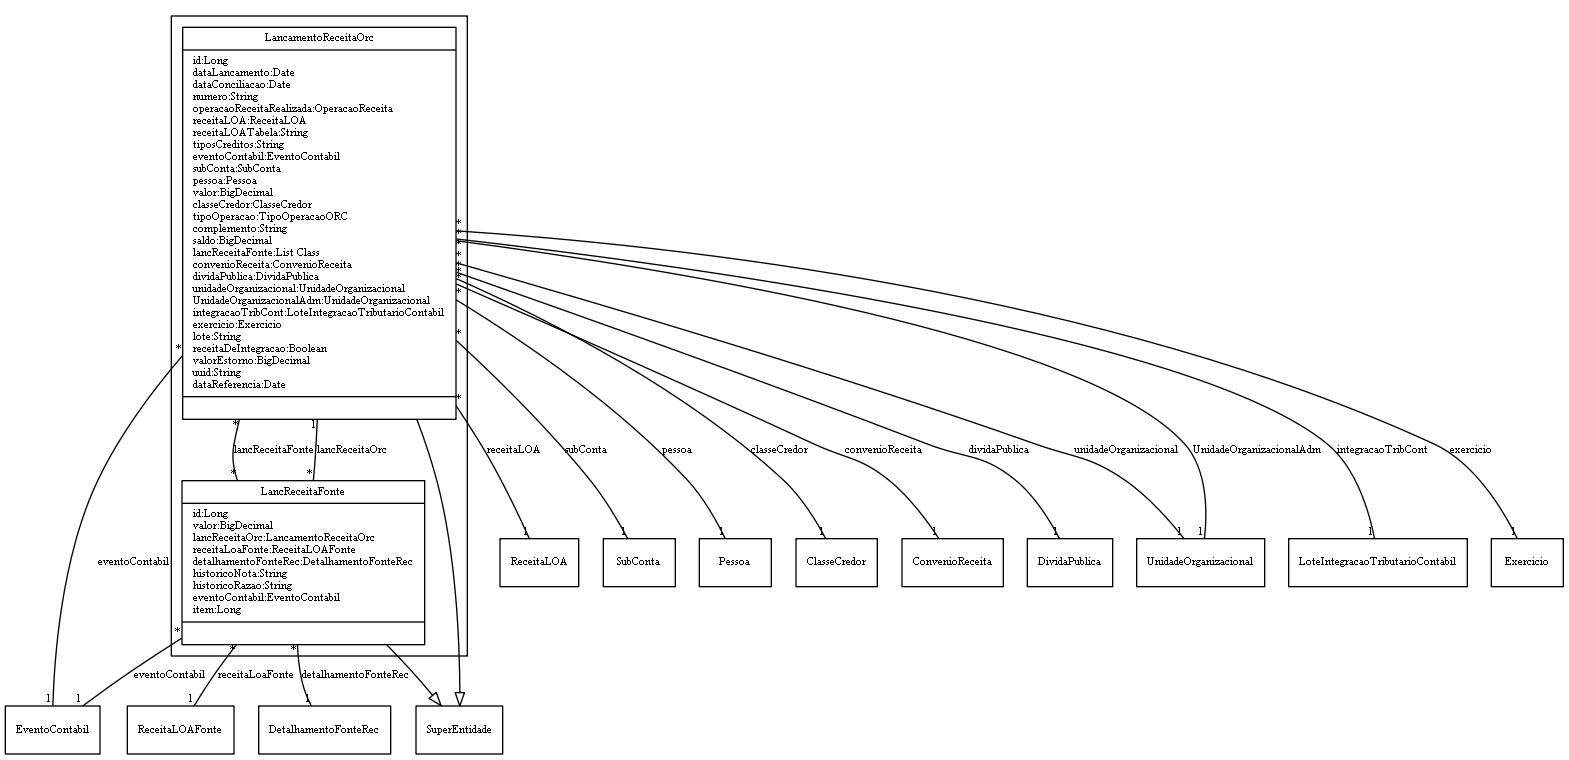 LancamentoReceitaOrc
id:Long
dataLancamento:Date
dataConciliacao:Date
numero:String
operacaoReceitaRealizada:OperacaoReceita
receitaLOA:ReceitaLOA
receitaLOATabela:String
tiposCreditos:String
eventoContabil:EventoContabil
subConta:SubConta
pessoa:Pessoa
valor:BigDecimal
classeCredor:ClasseCredor
tipoOperacao:TipoOperacaoORC
complemento:String
saldo:BigDecimal
lancReceitaFonte:List Class
convenioReceita:ConvenioReceita
dividaPublica:DividaPublica
unidadeOrganizacional:UnidadeOrganizacional
UnidadeOrganizacionalAdm:UnidadeOrganizacional
integracaoTribCont:LoteIntegracaoTributarioContabil
exercicio:Exercicio
lote:String
receitaDeIntegracao:Boolean
valorEstorno:BigDecimal
uuid:String
dataReferencia:Date
*
*
*
*
*
*
*
*
*
*
*
* 1
lancReceitaFonte lancReceitaOrc receitaLOA subConta pessoa classeCredor convenioReceita dividaPublica unidadeOrganizacional UnidadeOrganizacionalAdm integracaoTribCont exercicio
* *
LancReceitaFonte
id:Long
valor:BigDecimal
lancReceitaOrc:LancamentoReceitaOrc
receitaLoaFonte:ReceitaLOAFonte
detalhamentoFonteRec:DetalhamentoFonteRec
historicoNota:String
historicoRazao:String
eventoContabil:EventoContabil
item:Long
1 1 1 1 1 1 1 1 1 1
ReceitaLOA SubConta Pessoa ClasseCredor ConvenioReceita DividaPublica UnidadeOrganizacional LoteIntegracaoTributarioContabil Exercicio
eventoContabil
* * *
eventoContabil receitaLoaFonte detalhamentoFonteRec
1 1 1 1
EventoContabil ReceitaLOAFonte DetalhamentoFonteRec SuperEntidade